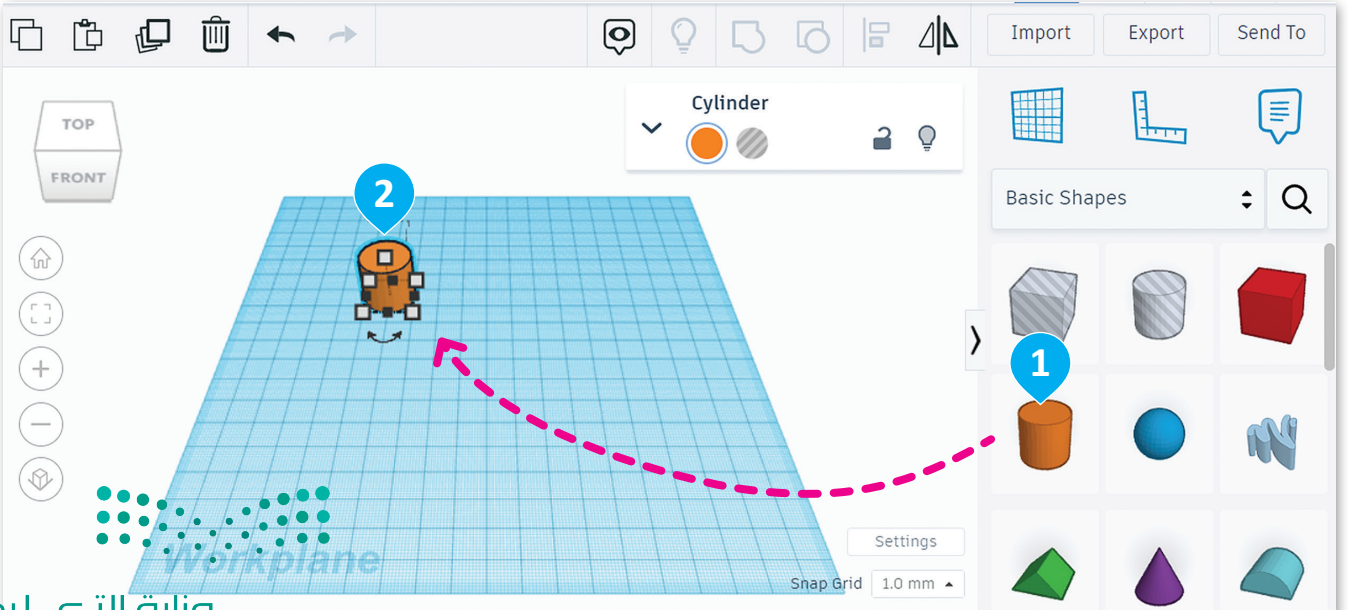 Import
Export
Send To
TOP
FRONT
Cylinder
2
Basic Shapes
1
Workplane
Settings
Snap Grid
1.0 mm